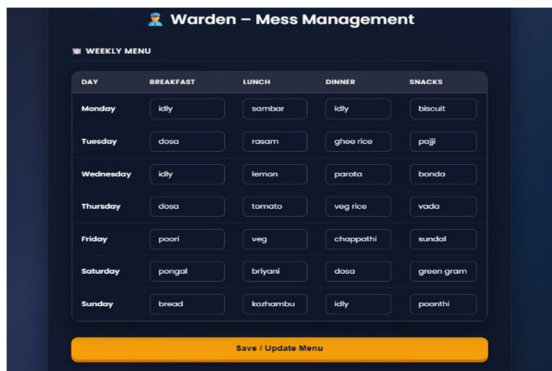 Warden – Mess Management
WEEKLY MENU
DAY BREAKFAST LUNCH DINNER SNACKS
Monday idly sambar idly biscuit
Tuesday dosa rasam ghee rice pajji
Wednesday idly lemon parota bonda
Thursday dosa tomato veg rice vada
Friday poori veg chappathi sundal
Saturday pongal briyani dosa green gram
Sunday bread kozhambu idly poonthi
Save / Update Menu